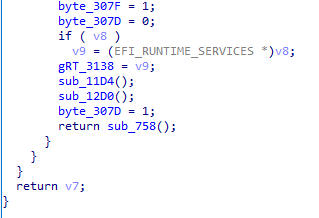 byte_307F = 1;
byte_307D = 0;
if ( v8 )
v9 = (EFI_RUNTIME_SERVICES *)v8;
gRT_3138 = v9;
sub_11D4();
sub_12D0();
byte_307D = 1;
return sub_758();
}
}
}
return v7;
}